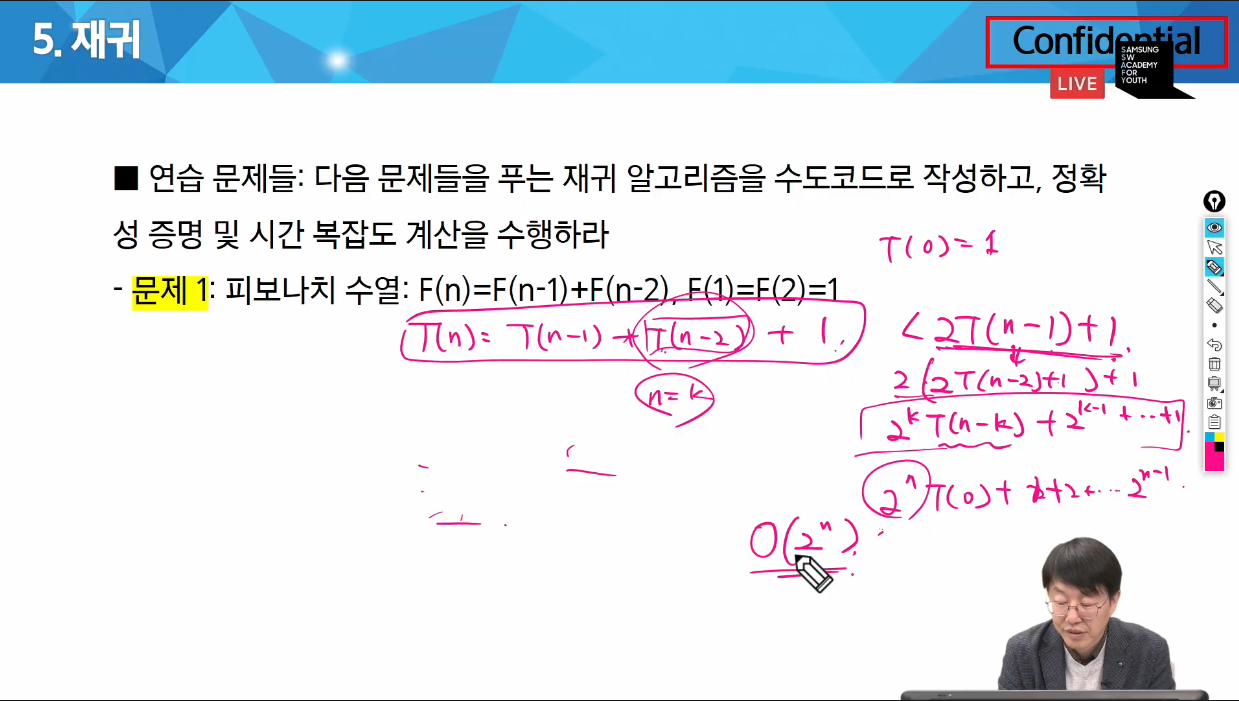 5. 재귀
Confidential
SAMSUNG
SW
ACADEMY
FOR
YOUTH
LIVE
■ 연습 문제들: 다음 문제들을 푸는 재귀 알고리즘을 수도코드로 작성하고, 정확
성 증명 및 시간 복잡도 계산을 수행하라
T(0) = 1
- 문제 1: 피보나치 수열: F(n)=F(n-1)+F(n-2), F(1)=F(2)=1
T(n) = T(n-1) + T(n-2) + 1.
< 2T(n-1)+1.
n = k
2(2T(n-2)+1)+1
2^k T(n-k) + 2^{k-1} + ... +1.
2^n T(0) + 1+2+ ... 2^{n-1}.
O(2^n).